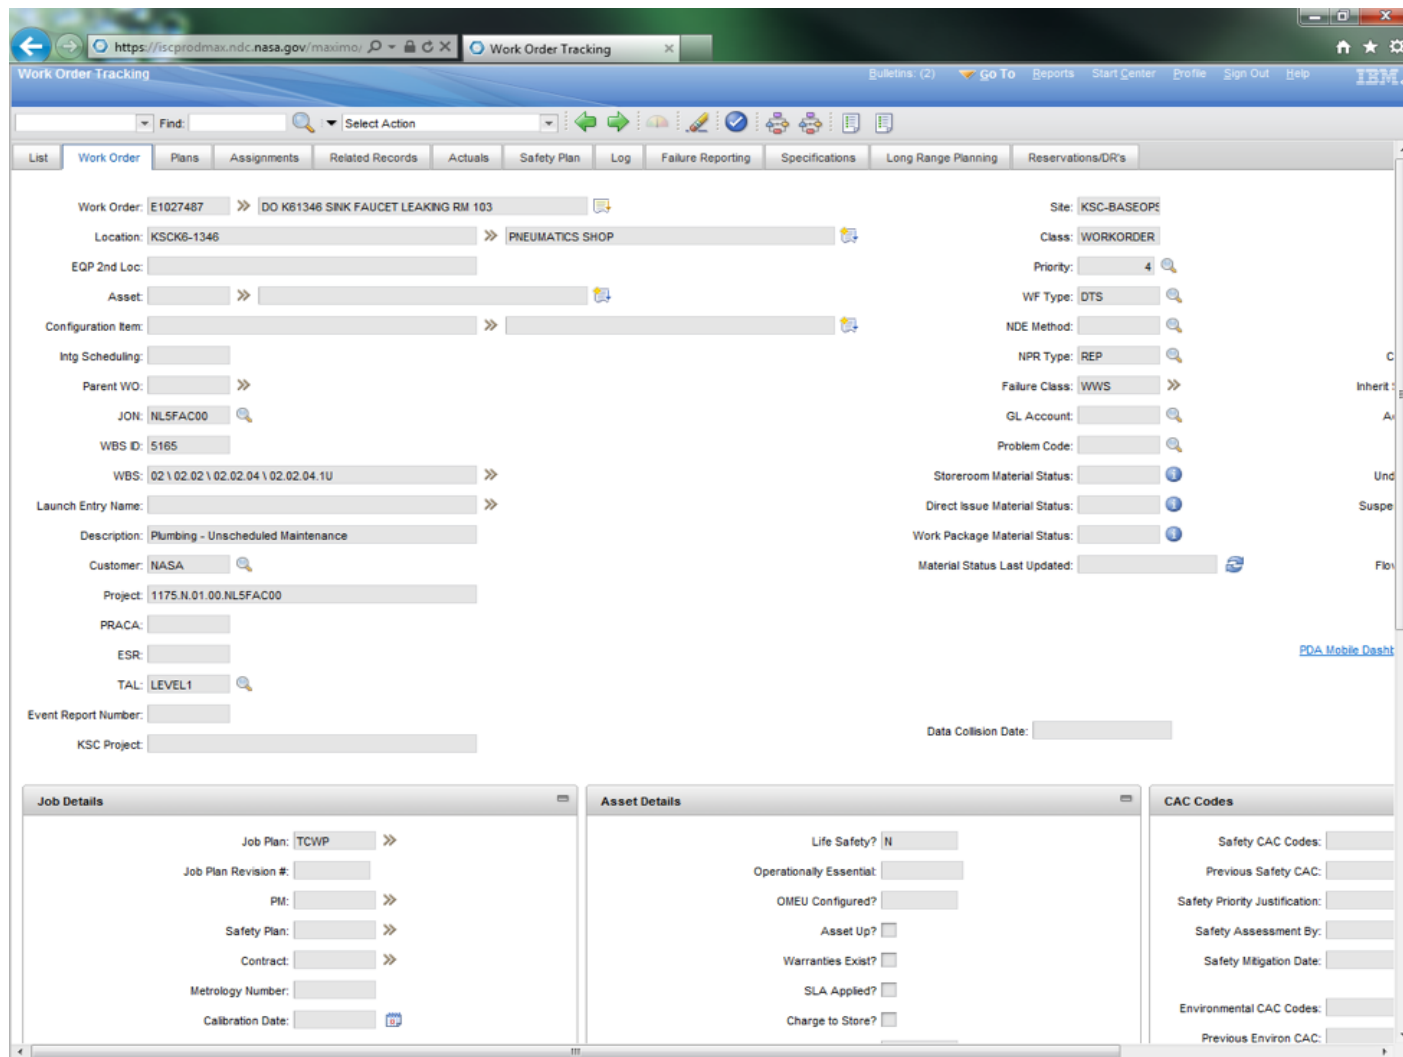 https://iscprodmax.ndc.nasa.gov/maximo/ Work Order Tracking
Work Order Tracking Bulletins: (2) Go To Reports Start Center Profile Sign Out Help IBM.
Find: Select Action
List Work Order Plans Assignments Related Records Actuals Safety Plan Log Failure Reporting Specifications Long Range Planning Reservations/DR's
Work Order: E1027487 DO K61346 SINK FAUCET LEAKING RM 103 Site: KSC-BASEOPS
Location: KSCK6-1346 PNEUMATICS SHOP Class: WORKORDER
EQP 2nd Loc: Priority: 4
Asset: WF Type: DTS
Configuration Item: NDE Method:
Intg Scheduling: NPR Type: REP C
Parent WO: Failure Class: WWS Inherit S
JON: NL5FAC00 GL Account: A
WBS ID: 5165 Problem Code:
WBS: 02 \ 02.02 \ 02.02.04 \ 02.02.04.1U Storeroom Material Status: Und
Launch Entry Name: Direct Issue Material Status: Suspe
Description: Plumbing - Unscheduled Maintenance Work Package Material Status:
Customer: NASA Material Status Last Updated: Flow
Project: 1175.N.01.00.NL5FAC00
PRACA:
ESR: PDA Mobile Dashb
TAL: LEVEL1
Event Report Number:
Data Collision Date:
KSC Project:
Job Details Asset Details CAC Codes
Job Plan: TCWP Life Safety? N Safety CAC Codes:
Job Plan Revision #: Operationally Essential: Previous Safety CAC:
PM: OMEU Configured? Safety Priority Justification:
Safety Plan: Asset Up? Safety Assessment By:
Contract: Warranties Exist? Safety Mitigation Date:
Metrology Number: SLA Applied?
Environmental CAC Codes:
Calibration Date: Charge to Store?
Previous Environ CAC: